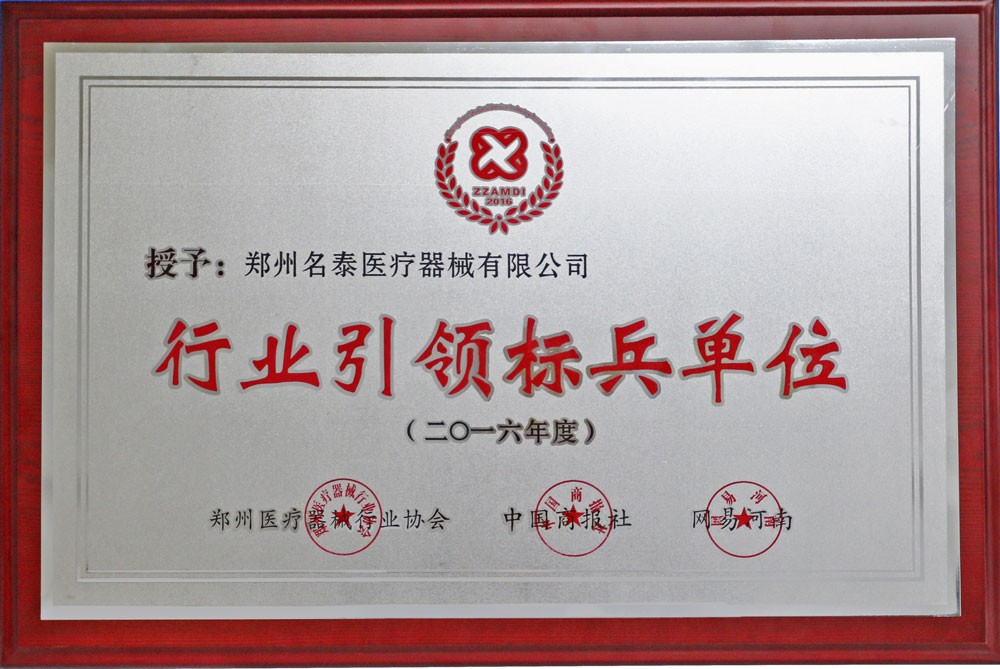 ZZAMDI
2016
授予：郑州名泰医疗器械有限公司
行业引领标兵单位
（二〇一六年度）
郑州医疗器械行业协会 中国商报社 网易河南